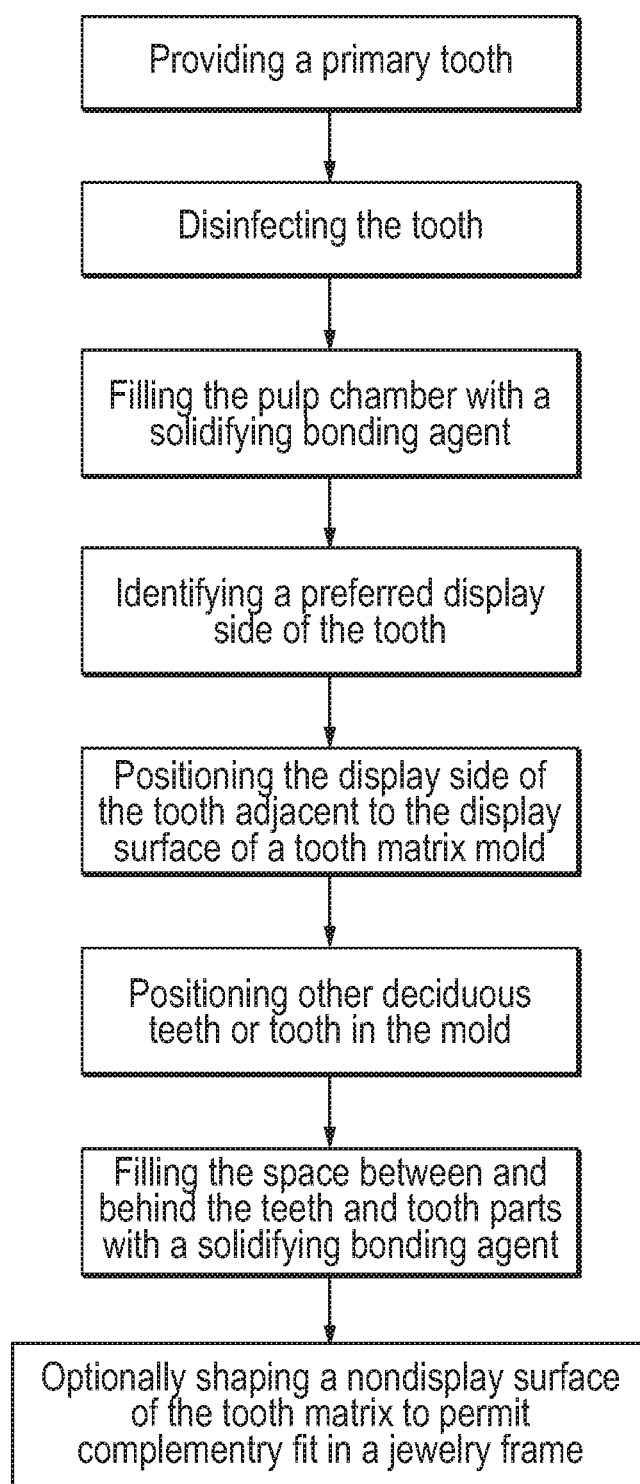 Providing a primary tooth
Disinfecting the tooth
Filling the pulp chamber with a
solidifying bonding agent
Identifying a preferred display
side of the tooth
Positioning the display side of
the tooth adjacent to the display
surface of a tooth matrix mold
Positioning other deciduous
teeth or tooth in the mold
Filling the space between and
behind the teeth and tooth parts
with a solidifying bonding agent
Optionally shaping a nondisplay surface
of the tooth matrix to permit
complementry fit in a jewelry frame